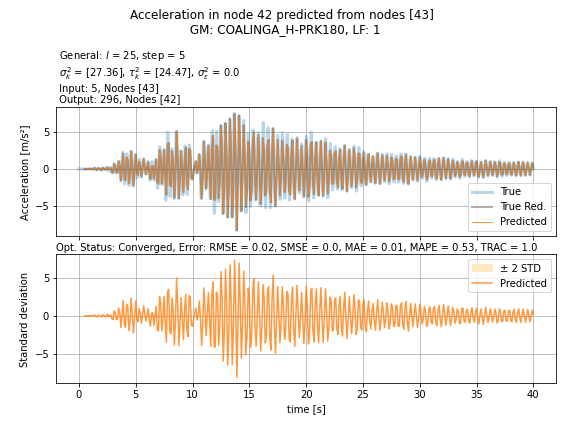 Acceleration in node 42 predicted from nodes [43]
GM: COALINGA_H-PRK180, LF: 1
General: l = 25, step = 5
σ²ₖ = [27.36], τ²ₖ = [24.47], σ²ε = 0.0
Input: 5, Nodes [43]
Output: 296, Nodes [42]
Acceleration [m/s²]
5
0
−5
True
True Red.
Predicted
Opt. Status: Converged, Error: RMSE = 0.02, SMSE = 0.0, MAE = 0.01, MAPE = 0.53, TRAC = 1.0
Standard deviation
5
0
−5
± 2 STD
Predicted
0 5 10 15 20 25 30 35 40
time [s]